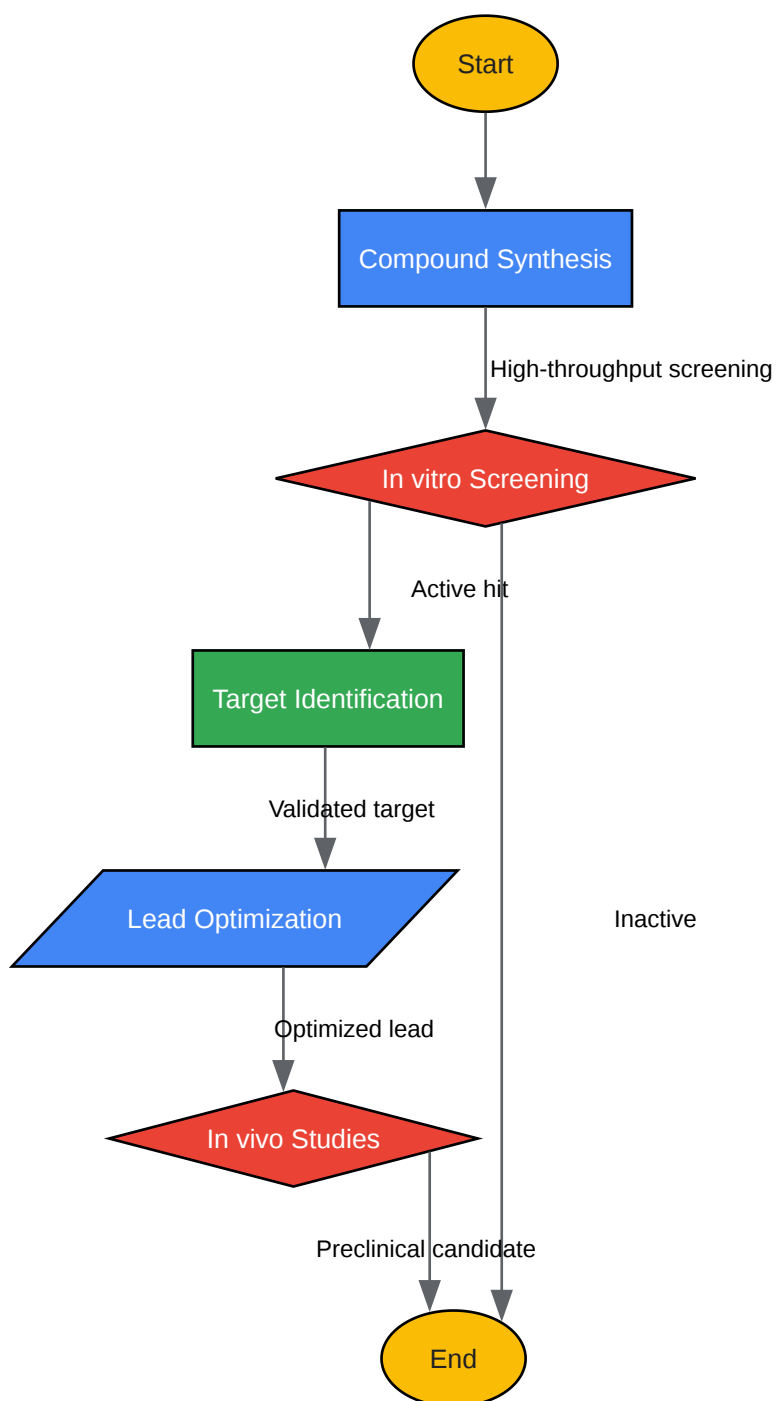 Start
Compound Synthesis
High-throughput screening
In vitro Screening
Active hit
Target Identification
Validated target
Lead Optimization
Inactive
Optimized lead
In vivo Studies
Preclinical candidate
End